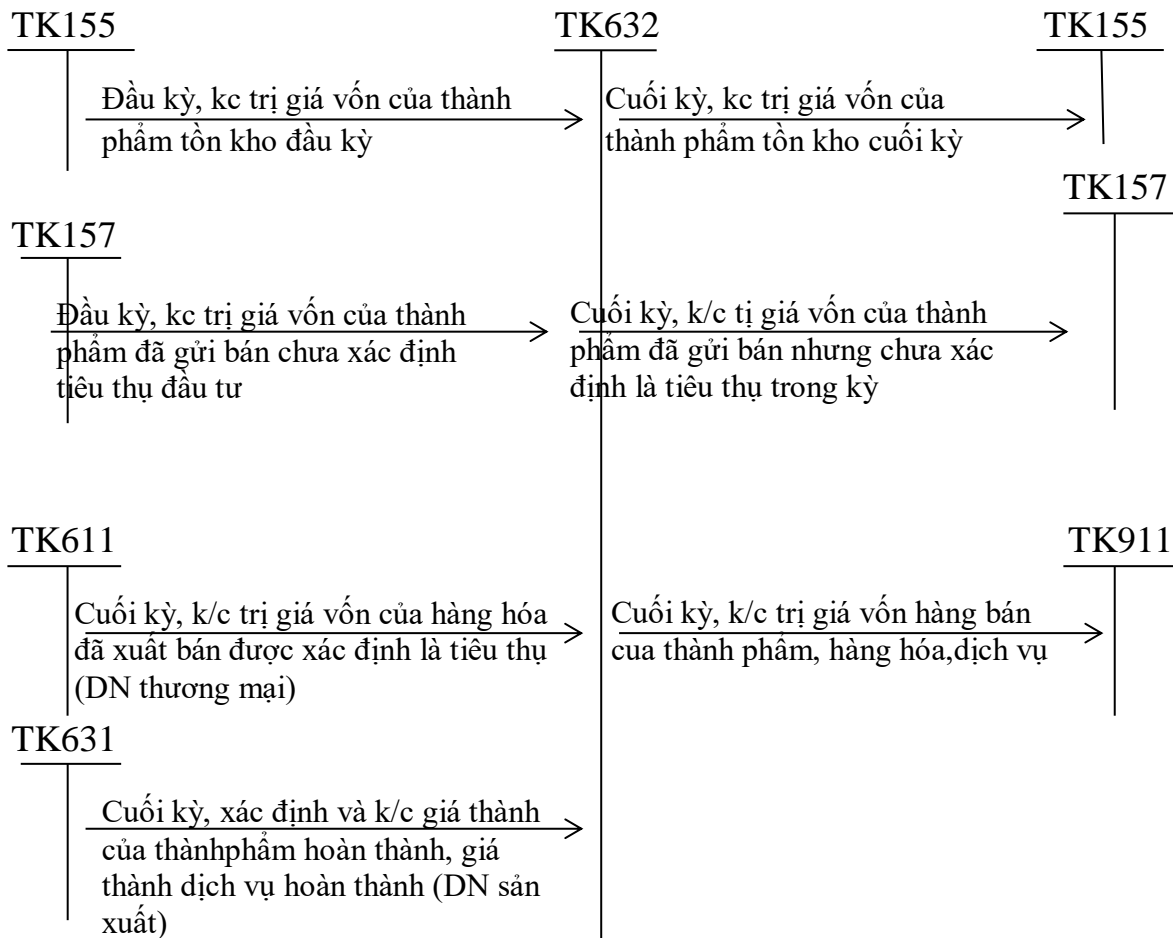 TK155
TK632
TK155
Đầu kỳ, kc trị giá vốn của thành
phẩm tồn kho đầu kỳ
Cuối kỳ, kc trị giá vốn của
thành phẩm tồn kho cuối kỳ
TK157
TK157
Đầu kỳ, kc trị giá vốn của thành
phẩm đã gửi bán chưa xác định
tiêu thụ đầu tư
Cuối kỳ, k/c tị giá vốn của thành
phẩm đã gửi bán nhưng chưa xác
định là tiêu thụ trong kỳ
TK611
TK911
Cuối kỳ, k/c trị giá vốn của hàng hóa
đã xuất bán được xác định là tiêu thụ
(DN thương mại)
Cuối kỳ, k/c trị giá vốn hàng bán
cua thành phẩm, hàng hóa,dịch vụ
TK631
Cuối kỳ, xác định và k/c giá thành
của thànhphẩm hoàn thành, giá
thành dịch vụ hoàn thành (DN sản
xuất)